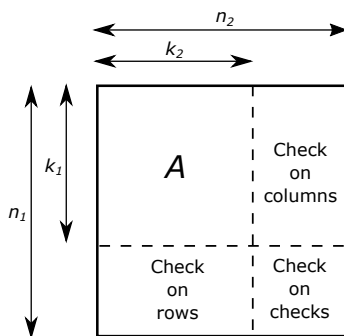 n₂
k₂
k₁
n₁
A
Check
on
columns
Check
on
rows
Check
on
checks